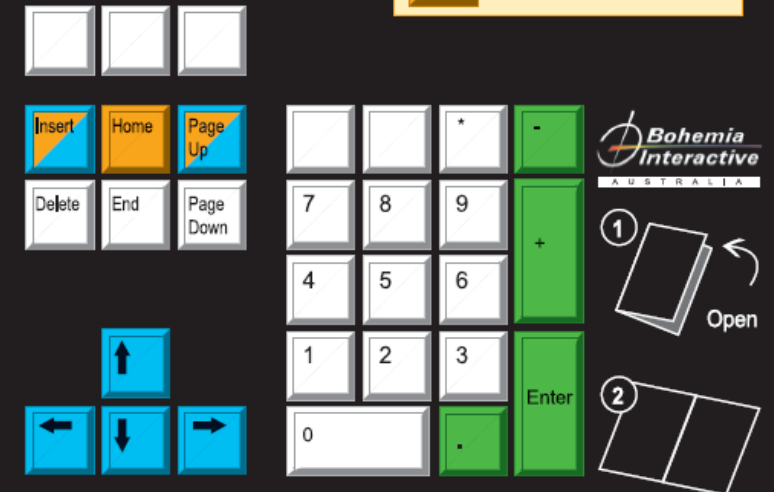 Insert
Home
Page
Up
*
-
Delete
End
Page
Down
7
8
9
+
4
5
6
1
2
3
Enter
0
.
Bohemia
Interactive
AUSTRALIA
1
Open
2